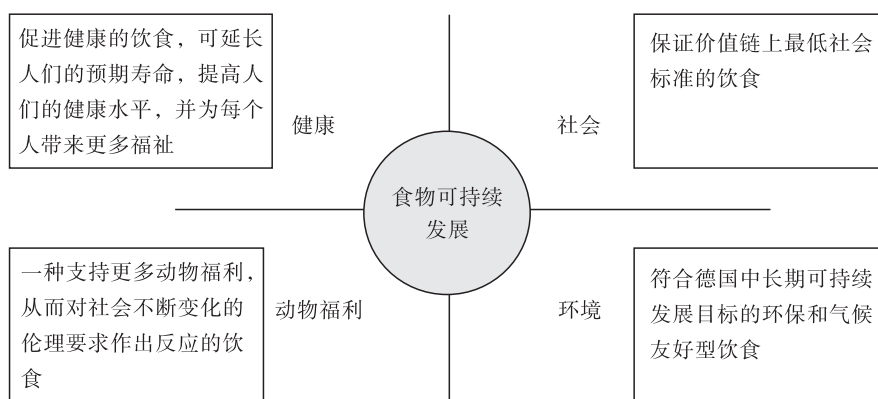 促进健康的饮食，可延长
人们的预期寿命，提高人
们的健康水平，并为每个
人带来更多福祉
健康
社会
保证价值链上最低社会
标准的饮食
食物可持续
发展
一种支持更多动物福利，
从而对社会不断变化的
伦理要求作出反应的饮
食
动物福利
环境
符合德国中长期可持续
发展目标的环保和气候
友好型饮食